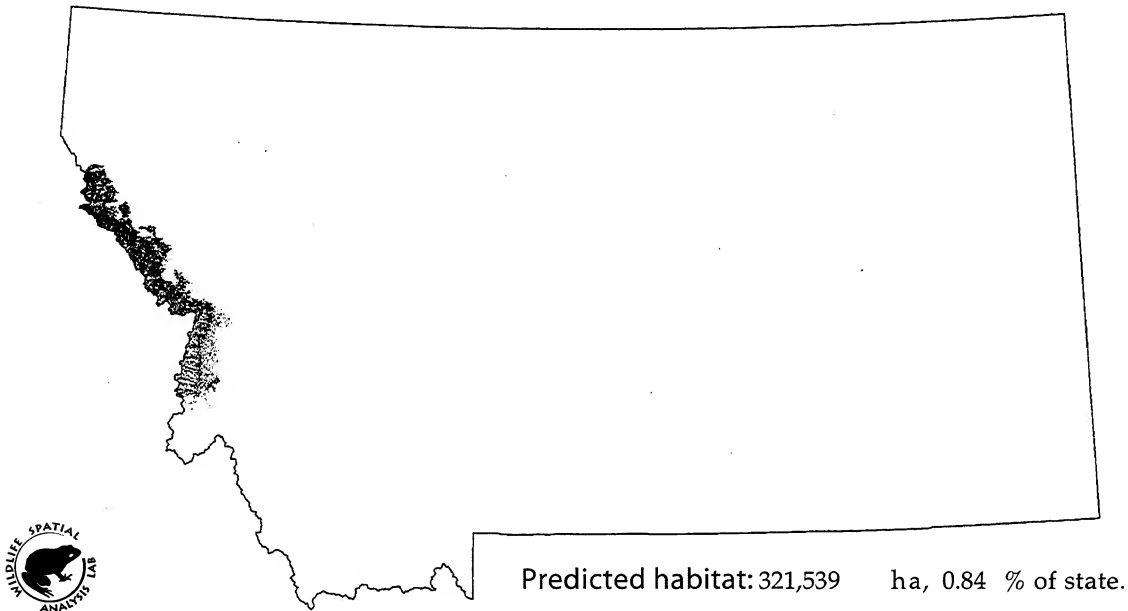 WILDLIFE SPATIAL ANALYSIS LAB
Predicted habitat: 321,539 ha, 0.84 % of state.